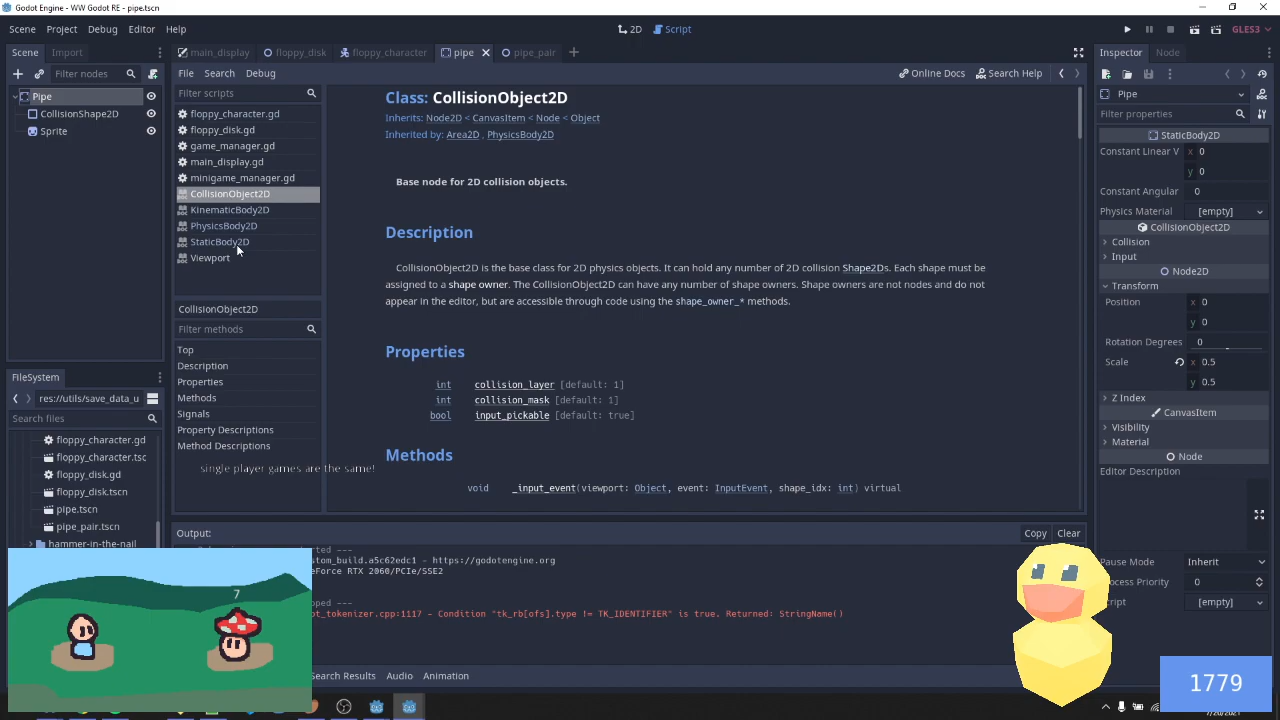 Godot Engine - WW Godot RE - pipe.tscn
Scene Project Debug Editor Help
2D Script
GLES3
Scene Import
Filter nodes
Pipe
CollisionShape2D
Sprite
FileSystem
res://utils/save_data_u
Search files
floppy_character.gd
floppy_character.tsc
floppy_disk.gd
floppy_disk.tscn
pipe.tscn
pipe_pair.tscn
hammer-in-the-nail
main_display floppy_disk floppy_character pipe pipe_pair
File Search Debug
Online Docs Search Help
Filter scripts
floppy_character.gd
floppy_disk.gd
game_manager.gd
main_display.gd
minigame_manager.gd
CollisionObject2D
KinematicBody2D
PhysicsBody2D
StaticBody2D
Viewport
CollisionObject2D
Filter methods
Top
Description
Properties
Methods
Signals
Property Descriptions
Method Descriptions
single player games are the same!
Class: CollisionObject2D
Inherits: Node2D < CanvasItem < Node < Object
Inherited by: Area2D , PhysicsBody2D
Base node for 2D collision objects.
Description
CollisionObject2D is the base class for 2D physics objects. It can hold any number of 2D collision Shape2Ds. Each shape must be
assigned to a shape owner. The CollisionObject2D can have any number of shape owners. Shape owners are not nodes and do not
appear in the editor, but are accessible through code using the shape_owner_* methods.
Properties
int collision_layer [default: 1]
int collision_mask [default: 1]
bool input_pickable [default: true]
Methods
void _input_event(viewport: Object, event: InputEvent, shape_idx: int) virtual
Output:
Copy Clear
tom_build.a5c62edc1 - https://godotengine.org
eForce RTX 2060/PCIe/SSE2
opped ---
ot_tokenizer.cpp:1117 - Condition "tk_rb[ofs].type != TK_IDENTIFIER" is true. Returned: StringName()
Search Results Audio Animation
Inspector Node
Pipe
Filter properties
StaticBody2D
Constant Linear V x 0
y 0
Constant Angular 0
Physics Material [empty]
CollisionObject2D
Collision
Input
Node2D
Transform
Position x 0
y 0
Rotation Degrees 0
Scale x 0.5
y 0.5
Z Index
CanvasItem
Visibility
Material
Node
Editor Description
Pause Mode Inherit
Process Priority 0
Script [empty]
7
1779